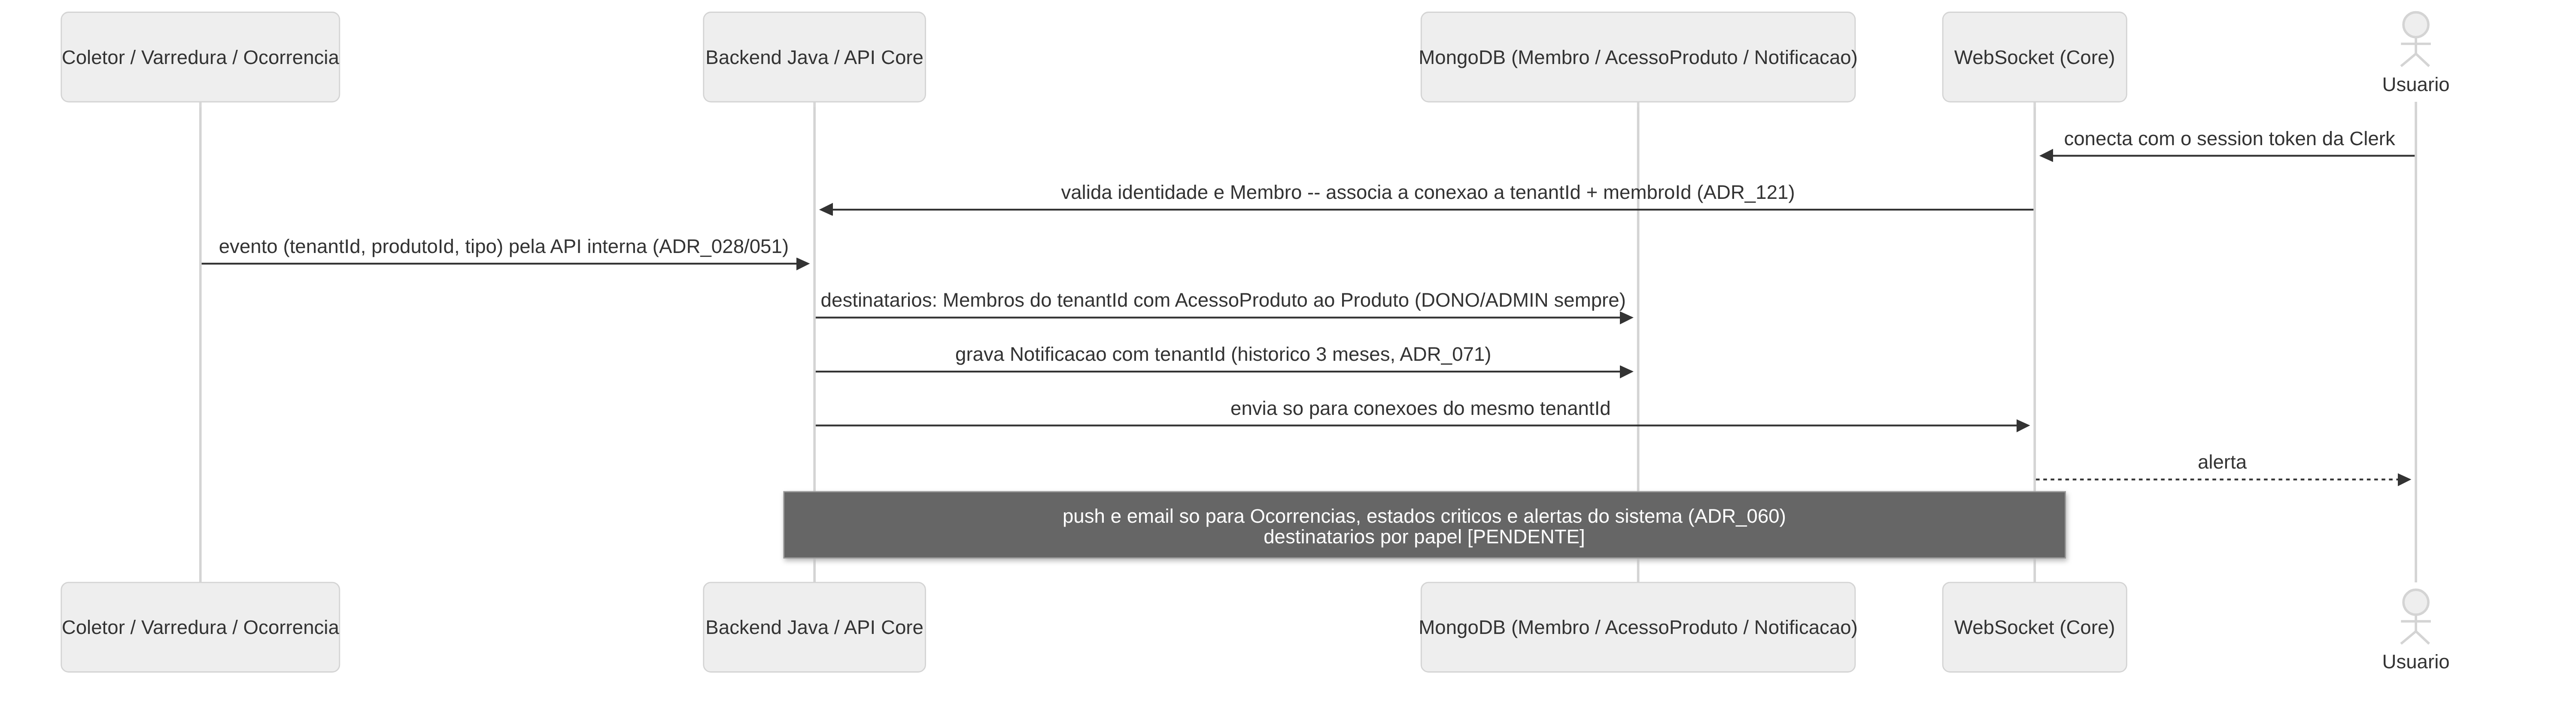 Coletor / Varredura / Ocorrencia
Backend Java / API Core
MongoDB (Membro / AcessoProduto / Notificacao)
WebSocket (Core)
Usuario
conecta com o session token da Clerk
valida identidade e Membro -- associa a conexao a tenantId + membroId (ADR_121)
evento (tenantId, produtoId, tipo) pela API interna (ADR_028/051)
destinatarios: Membros do tenantId com AcessoProduto ao Produto (DONO/ADMIN sempre)
grava Notificacao com tenantId (historico 3 meses, ADR_071)
envia so para conexoes do mesmo tenantId
alerta
push e email so para Ocorrencias, estados criticos e alertas do sistema (ADR_060)
destinatarios por papel [PENDENTE]
Coletor / Varredura / Ocorrencia
Backend Java / API Core
MongoDB (Membro / AcessoProduto / Notificacao)
WebSocket (Core)
Usuario